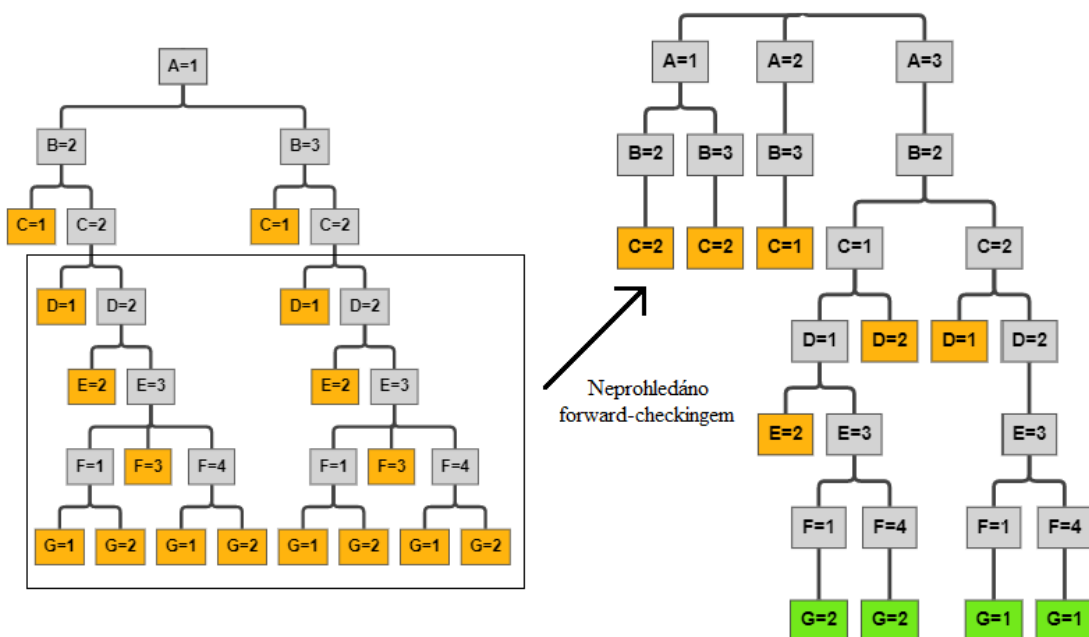 A=1
B=2 B=3
C=1 C=2 C=1 C=2
D=1 D=2 D=1 D=2
E=2 E=3 E=2 E=3
F=1 F=3 F=4 F=1 F=3 F=4
G=1 G=2 G=1 G=2 G=1 G=2 G=1 G=2
Neprohledáno
forward-checkingem
A=1 A=2 A=3
B=2 B=3 B=3 B=2
C=2 C=2 C=1 C=1 C=2
D=1 D=2 D=1 D=2
E=2 E=3 E=3
F=1 F=4 F=1 F=4
G=2 G=2 G=1 G=1